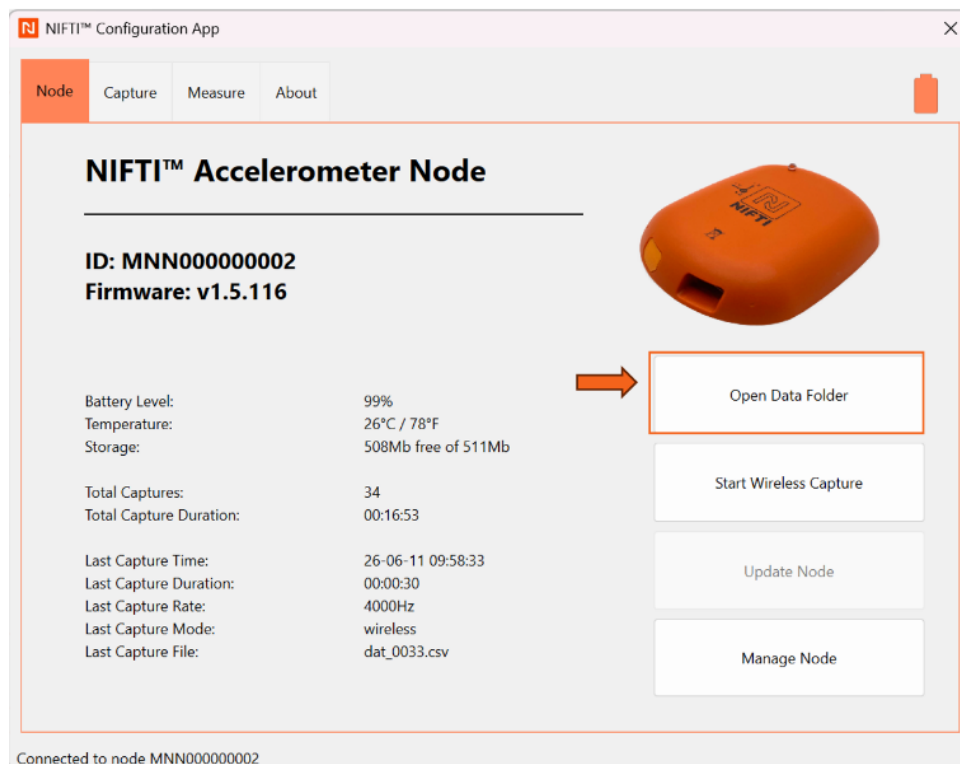 NIFTI™ Configuration App
Node Capture Measure About
NIFTI™ Accelerometer Node
ID: MNN000000002
Firmware: v1.5.116
NIFTI
Battery Level: 99%
Temperature: 26°C / 78°F
Storage: 508Mb free of 511Mb
Total Captures: 34
Total Capture Duration: 00:16:53
Last Capture Time: 26-06-11 09:58:33
Last Capture Duration: 00:00:30
Last Capture Rate: 4000Hz
Last Capture Mode: wireless
Last Capture File: dat_0033.csv
Open Data Folder
Start Wireless Capture
Update Node
Manage Node
Connected to node MNN000000002